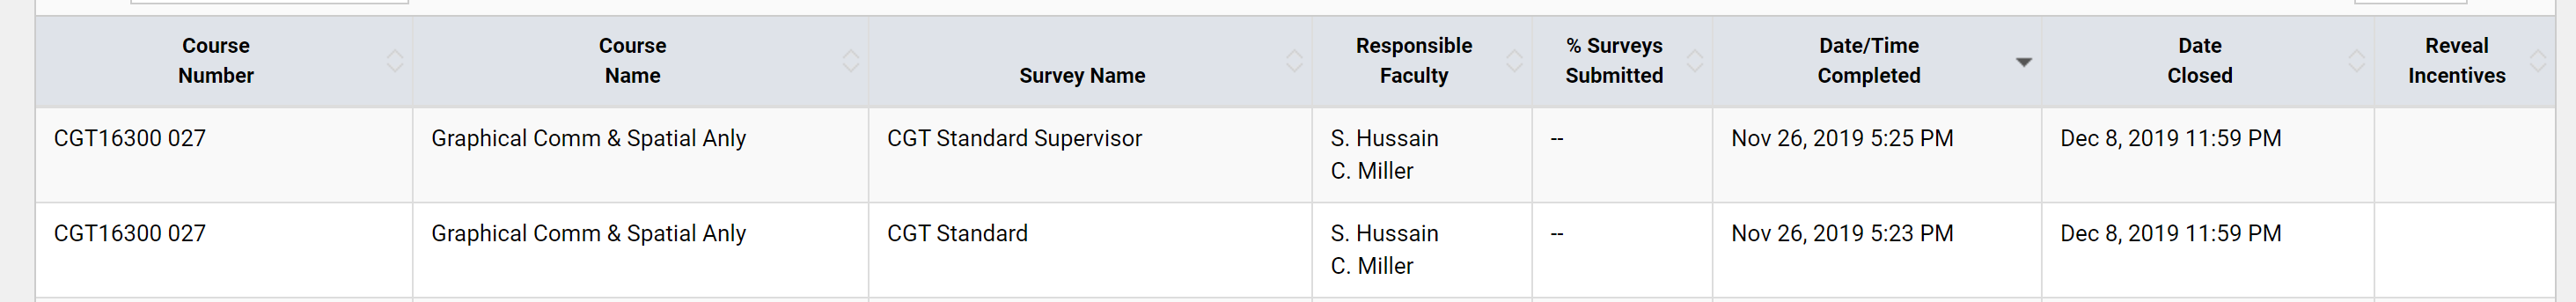 Course Number
Course Name
Survey Name
Responsible Faculty
% Surveys Submitted
Date/Time Completed
Date Closed
Reveal Incentives
CGT16300 027
Graphical Comm & Spatial Anly
CGT Standard Supervisor
S. Hussain
C. Miller
--
Nov 26, 2019 5:25 PM
Dec 8, 2019 11:59 PM
CGT16300 027
Graphical Comm & Spatial Anly
CGT Standard
S. Hussain
C. Miller
--
Nov 26, 2019 5:23 PM
Dec 8, 2019 11:59 PM